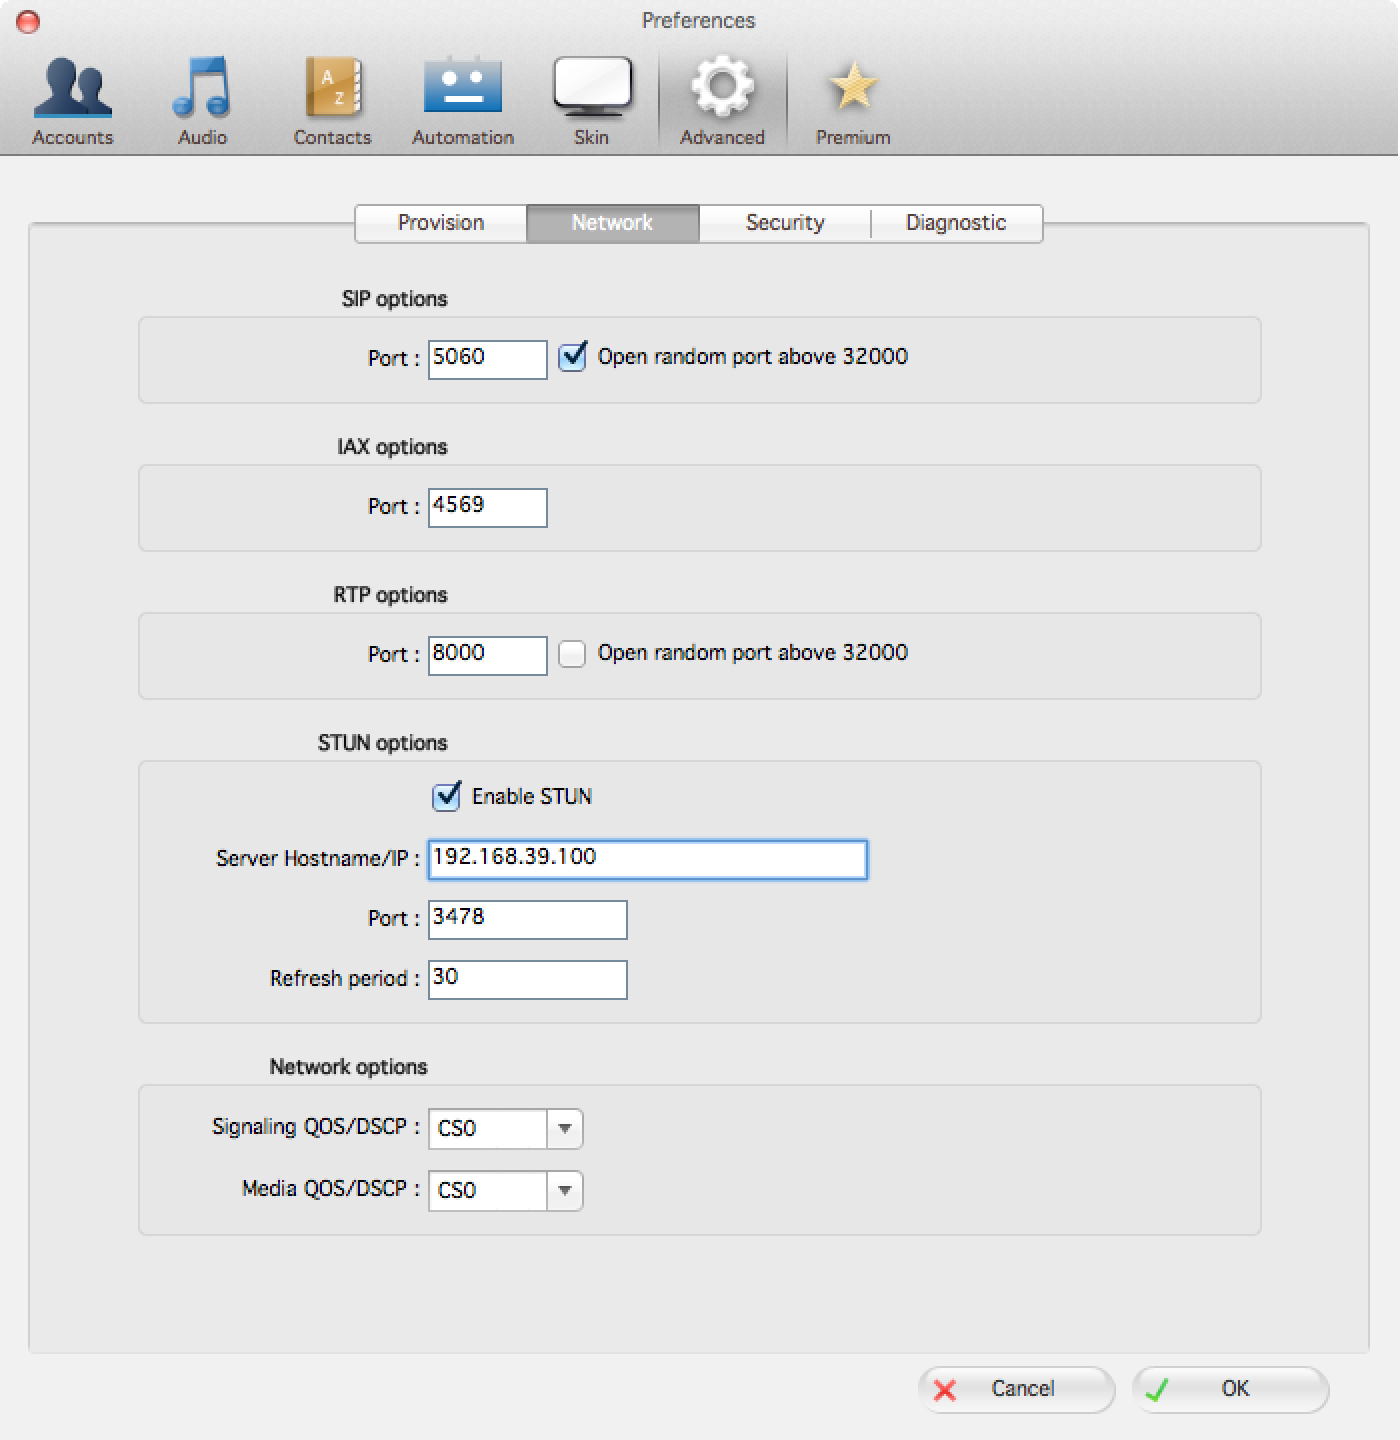 Preferences
Accounts Audio Contacts Automation Skin Advanced Premium
Provision Network Security Diagnostic
SIP options
Port : 5060 Open random port above 32000
IAX options
Port : 4569
RTP options
Port : 8000 Open random port above 32000
STUN options
Enable STUN
Server Hostname/IP : 192.168.39.100
Port : 3478
Refresh period : 30
Network options
Signaling QOS/DSCP : CS0
Media QOS/DSCP : CS0
Cancel OK